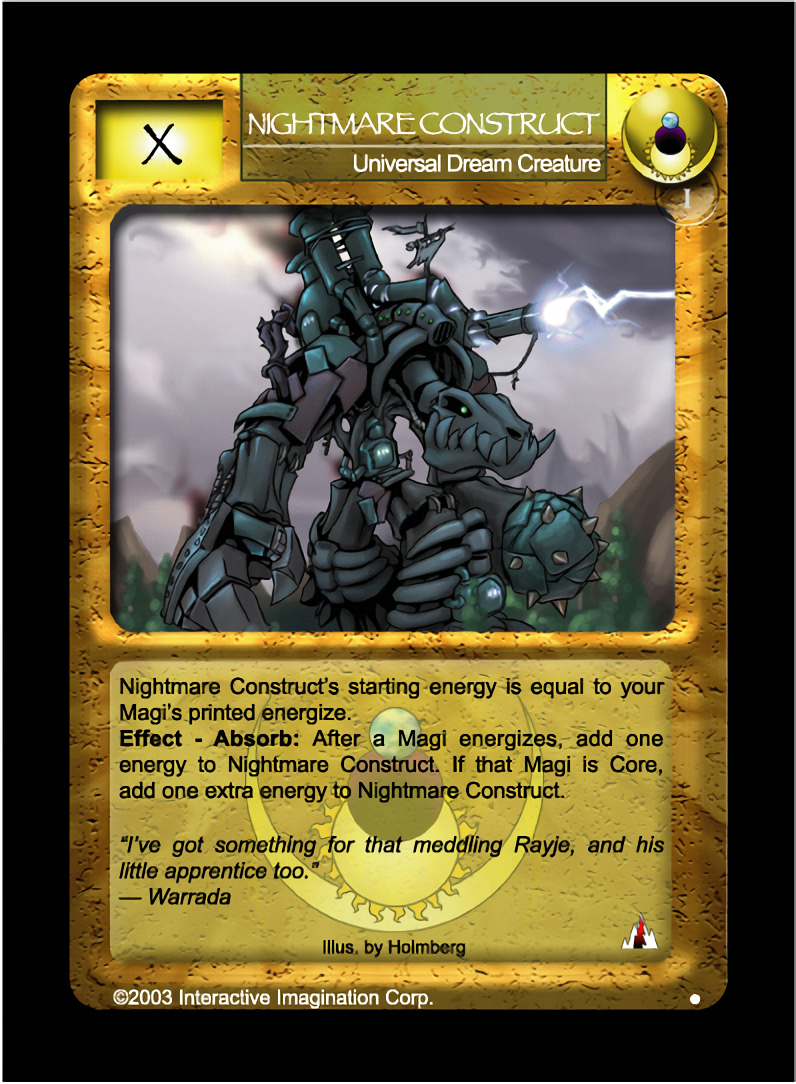 X
NIGHTMARE CONSTRUCT
Universal Dream Creature
1
Nightmare Construct's starting energy is equal to your
Magi's printed energize.
Effect - Absorb: After a Magi energizes, add one
energy to Nightmare Construct. If that Magi is Core,
add one extra energy to Nightmare Construct.
"I've got something for that meddling Rayje, and his
little apprentice too."
— Warrada
Illus. by Holmberg
©2003 Interactive Imagination Corp.